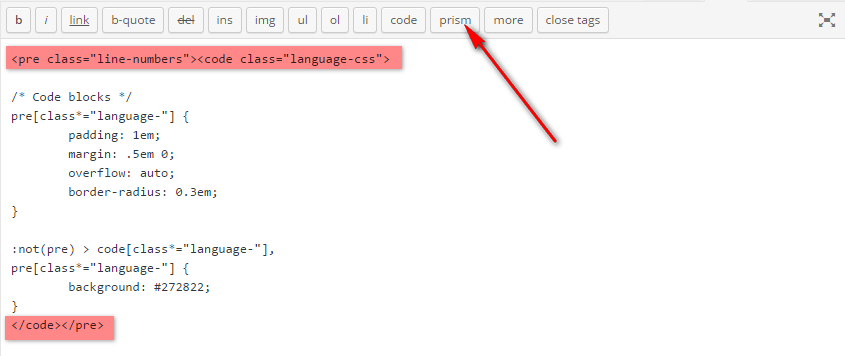 b i link b-quote del ins img ul ol li code prism more close tags
<pre class="line-numbers"><code class="language-css">
/* Code blocks */
pre[class*="language-"] {
        padding: 1em;
        margin: .5em 0;
        overflow: auto;
        border-radius: 0.3em;
}
:not(pre) > code[class*="language-"],
pre[class*="language-"] {
        background: #272822;
}
</code></pre>